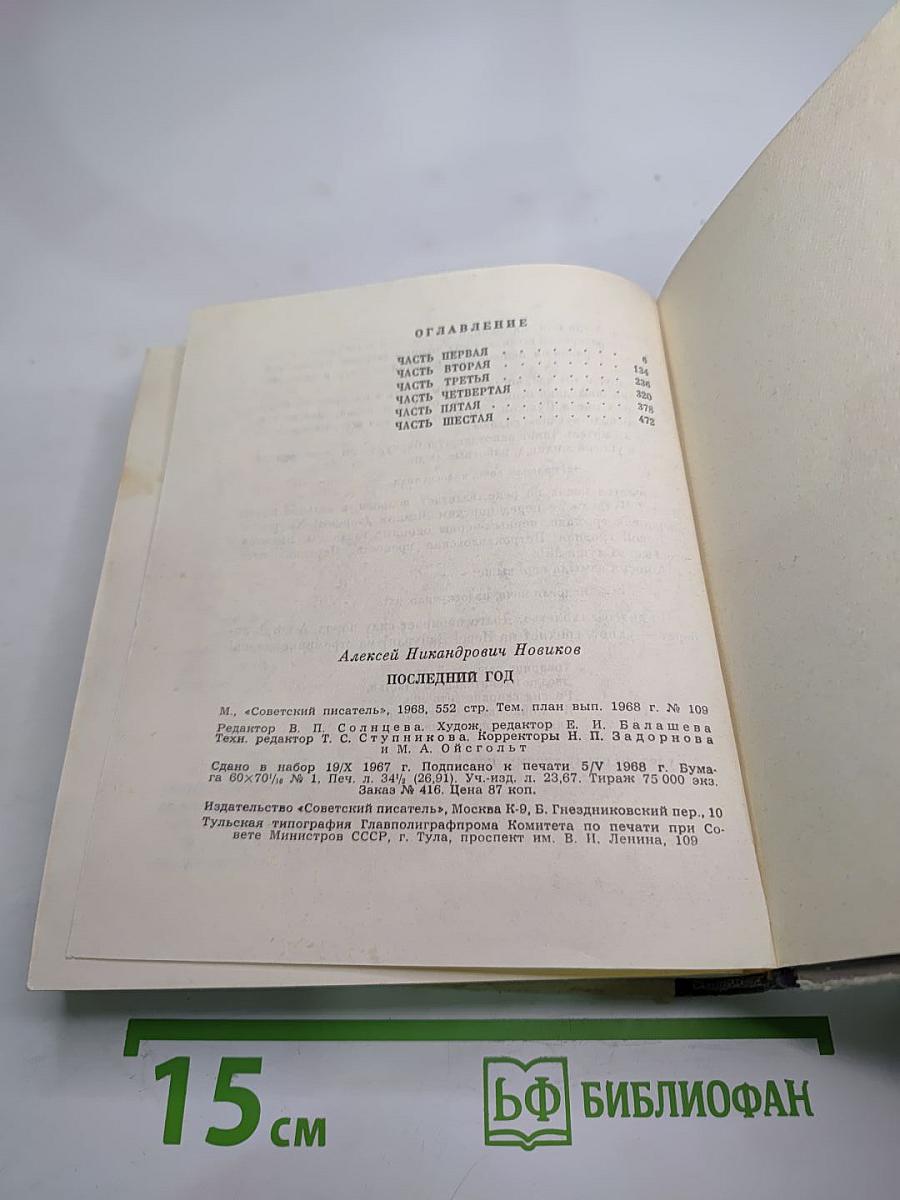 ОГЛАВЛЕНИЕ
ЧАСТЬ ПЕРВАЯ . . . . . . . 6
ЧАСТЬ ВТОРАЯ . . . . . . . 134
ЧАСТЬ ТРЕТЬЯ . . . . . . . 236
ЧАСТЬ ЧЕТВЕРТАЯ . . . . . . 320
ЧАСТЬ ПЯТАЯ . . . . . . . . 378
ЧАСТЬ ШЕСТАЯ . . . . . . . 472
Алексей Никандрович Новиков
ПОСЛЕДНИЙ ГОД
М., «Советский писатель», 1968, 552 стр. Тем. план вып. 1968 г. № 109
Редактор В. П. Солнцева. Худож. редактор Е. И. Балашева
Техн. редактор Т. С. Ступникова. Корректоры Н. П. Задорнова
и М. А. Ойсгольт
Сдано в набор 19/X 1967 г. Подписано к печати 5/V 1968 г. Бума-
га 60×70¹/₁₆ № 1. Печ. л. 34½ (26,91). Уч.-изд. л. 23,67. Тираж 75 000 экз.
Заказ № 416. Цена 87 коп.
Издательство «Советский писатель», Москва К-9, Б. Гнездниковский пер., 10
Тульская типография Главполиграфпрома Комитета по печати при Со-
вете Министров СССР, г. Тула, проспект им. В. И. Ленина, 109
15 см
БФ БИБЛИОФАН